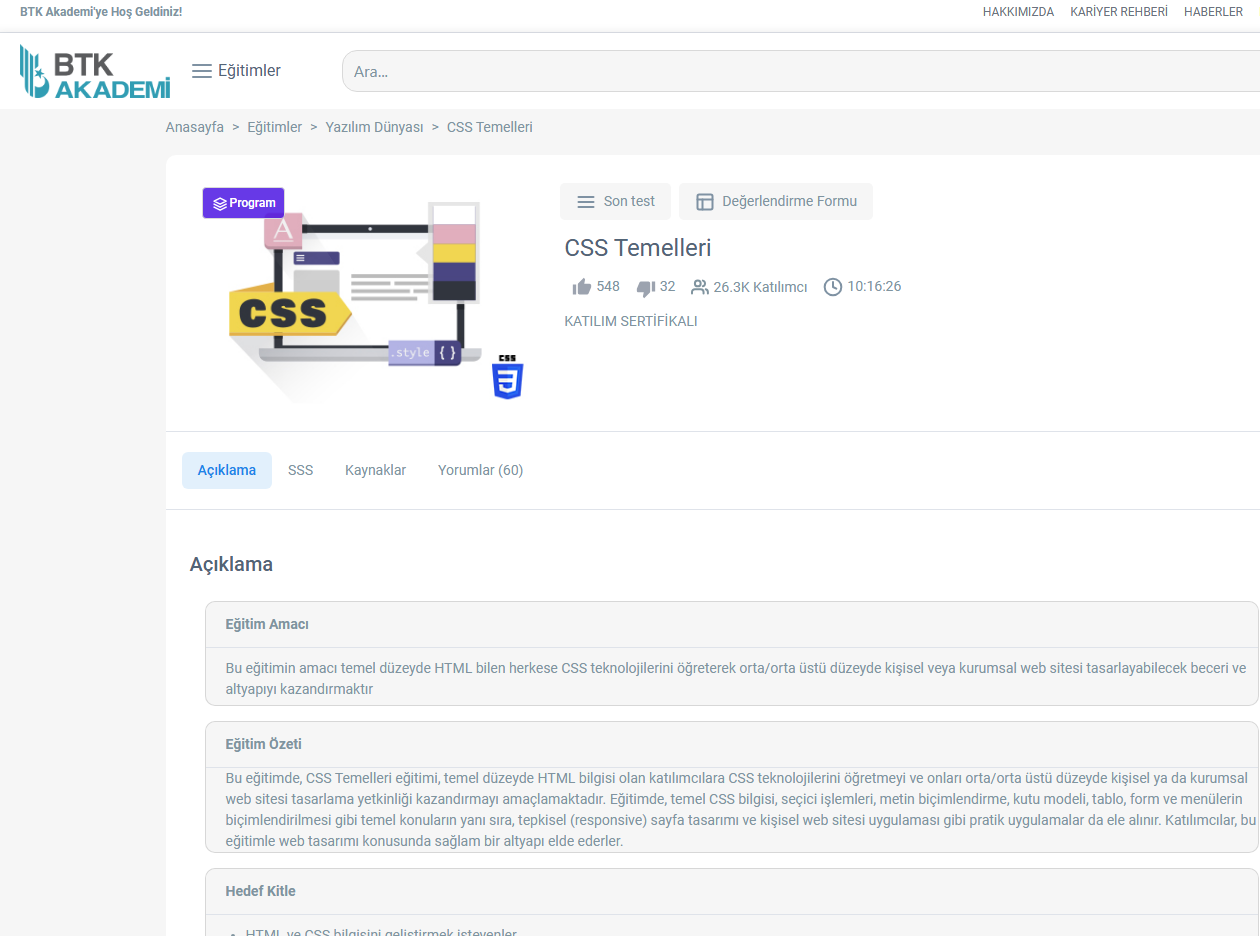 BTK Akademi'ye Hoş Geldiniz!
HAKKIMIZDA KARİYER REHBERİ HABERLER
BTK
AKADEMİ
Eğitimler
Ara...
Anasayfa > Eğitimler > Yazılım Dünyası > CSS Temelleri
Program
A
CSS
.style { }
CSS
3
Son test
Değerlendirme Formu
CSS Temelleri
548 32 26.3K Katılımcı 10:16:26
KATILIM SERTİFİKALI
Açıklama SSS Kaynaklar Yorumlar (60)
Açıklama
Eğitim Amacı
Bu eğitimin amacı temel düzeyde HTML bilen herkese CSS teknolojilerini öğreterek orta/orta üstü düzeyde kişisel veya kurumsal web sitesi tasarlayabilecek beceri ve
altyapıyı kazandırmaktır
Eğitim Özeti
Bu eğitimde, CSS Temelleri eğitimi, temel düzeyde HTML bilgisi olan katılımcılara CSS teknolojilerini öğretmeyi ve onları orta/orta üstü düzeyde kişisel ya da kurumsal
web sitesi tasarlama yetkinliği kazandırmayı amaçlamaktadır. Eğitimde, temel CSS bilgisi, seçici işlemleri, metin biçimlendirme, kutu modeli, tablo, form ve menülerin
biçimlendirilmesi gibi temel konuların yanı sıra, tepkisel (responsive) sayfa tasarımı ve kişisel web sitesi uygulaması gibi pratik uygulamalar da ele alınır. Katılımcılar, bu
eğitimle web tasarımı konusunda sağlam bir altyapı elde ederler.
Hedef Kitle
• HTML ve CSS bilgisini geliştirmek isteyenler